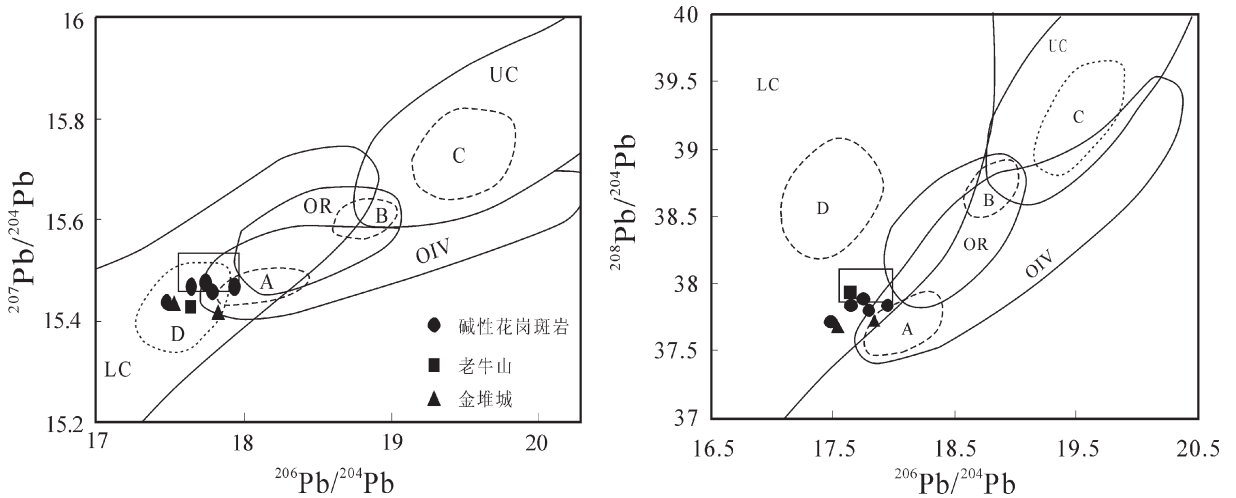 16
15.8
15.6
15.4
15.2
17
18
19
20
²⁰⁷Pb/²⁰⁴Pb
²⁰⁶Pb/²⁰⁴Pb
UC
C
OR
B
A
OIV
D
LC
碱性花岗斑岩
老牛山
金堆城
40
39.5
39
38.5
38
37.5
37
16.5
17.5
18.5
19.5
20.5
²⁰⁸Pb/²⁰⁴Pb
²⁰⁶Pb/²⁰⁴Pb
UC
LC
C
D
B
OR
OIV
A